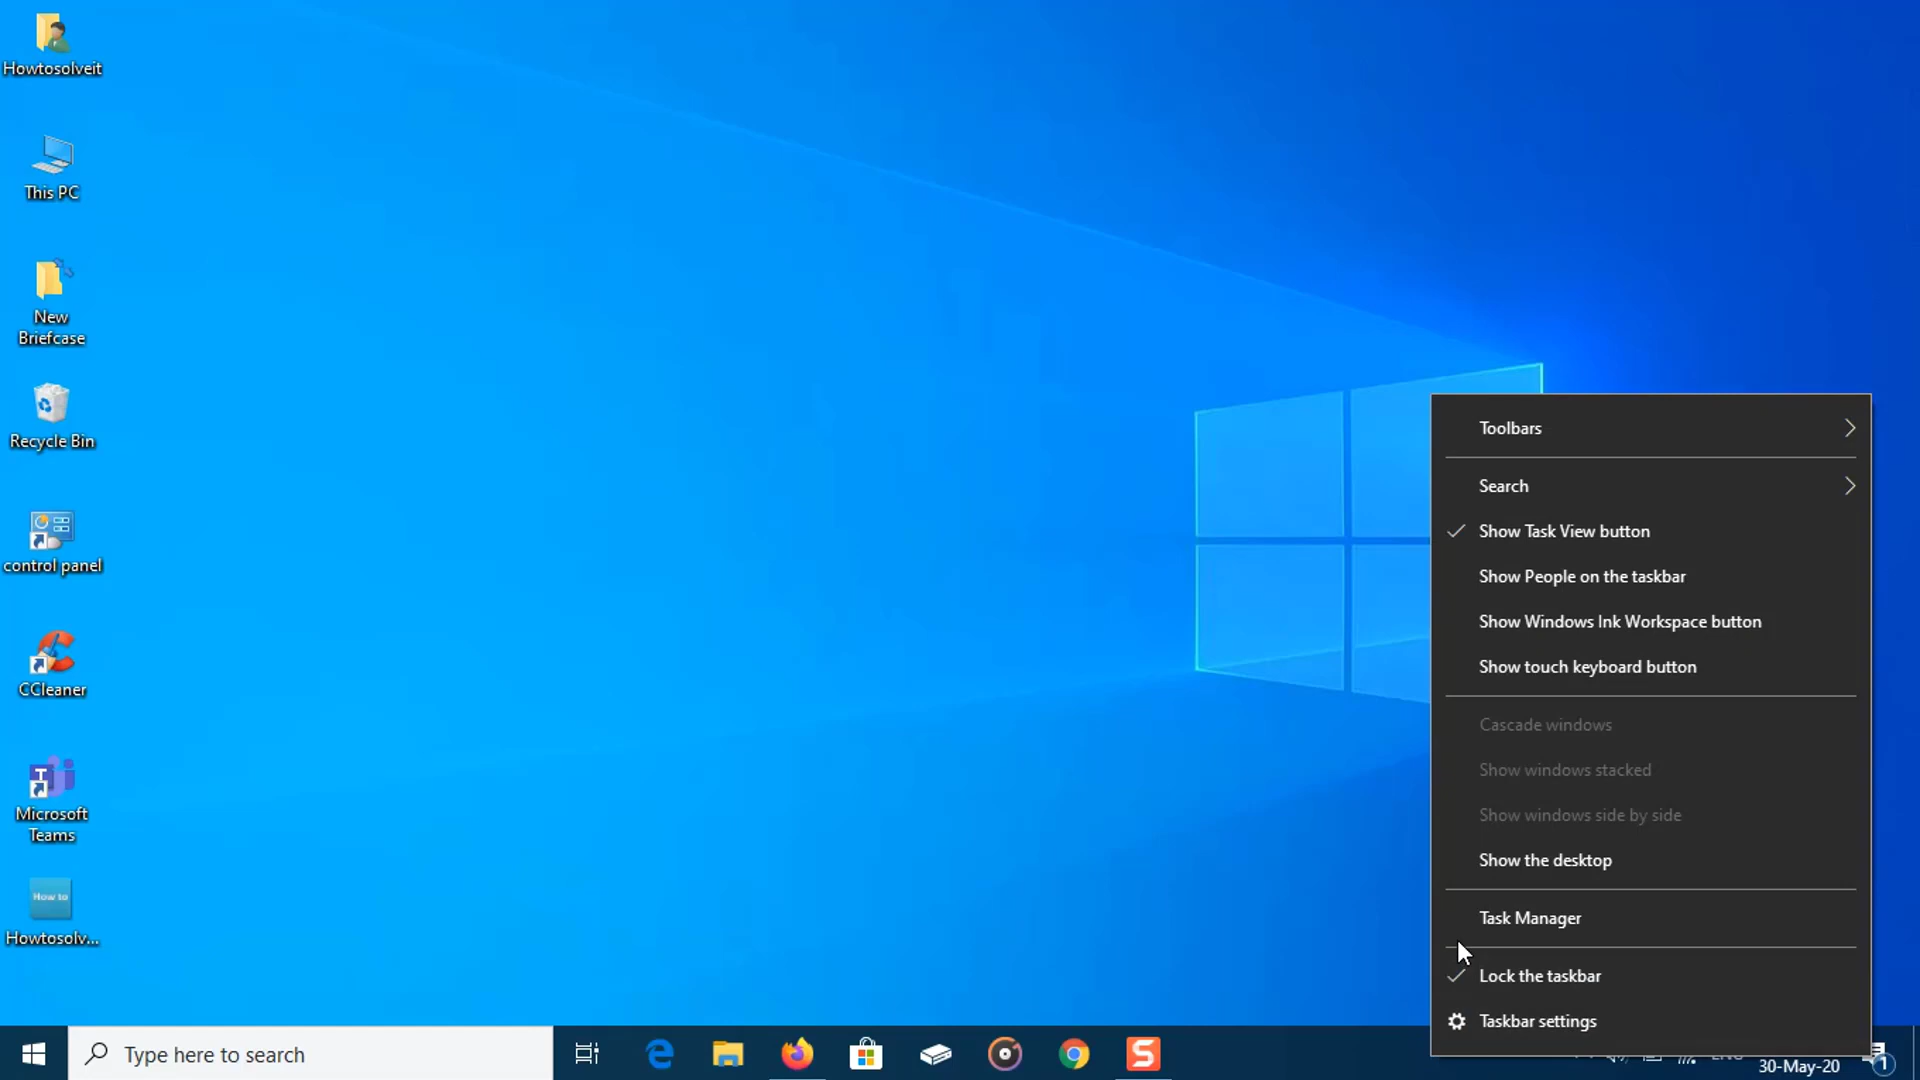 Howtosolveit
This PC
New
Briefcase
Recycle Bin
control panel
CCleaner
T
Microsoft
Teams
How to
Howtosolv...
Toolbars
Search
Show Task View button
Show People on the taskbar
Show Windows Ink Workspace button
Show touch keyboard button
Cascade windows
Show windows stacked
Show windows side by side
Show the desktop
Task Manager
Lock the taskbar
Taskbar settings
Type here to search
S
30-May-20
1